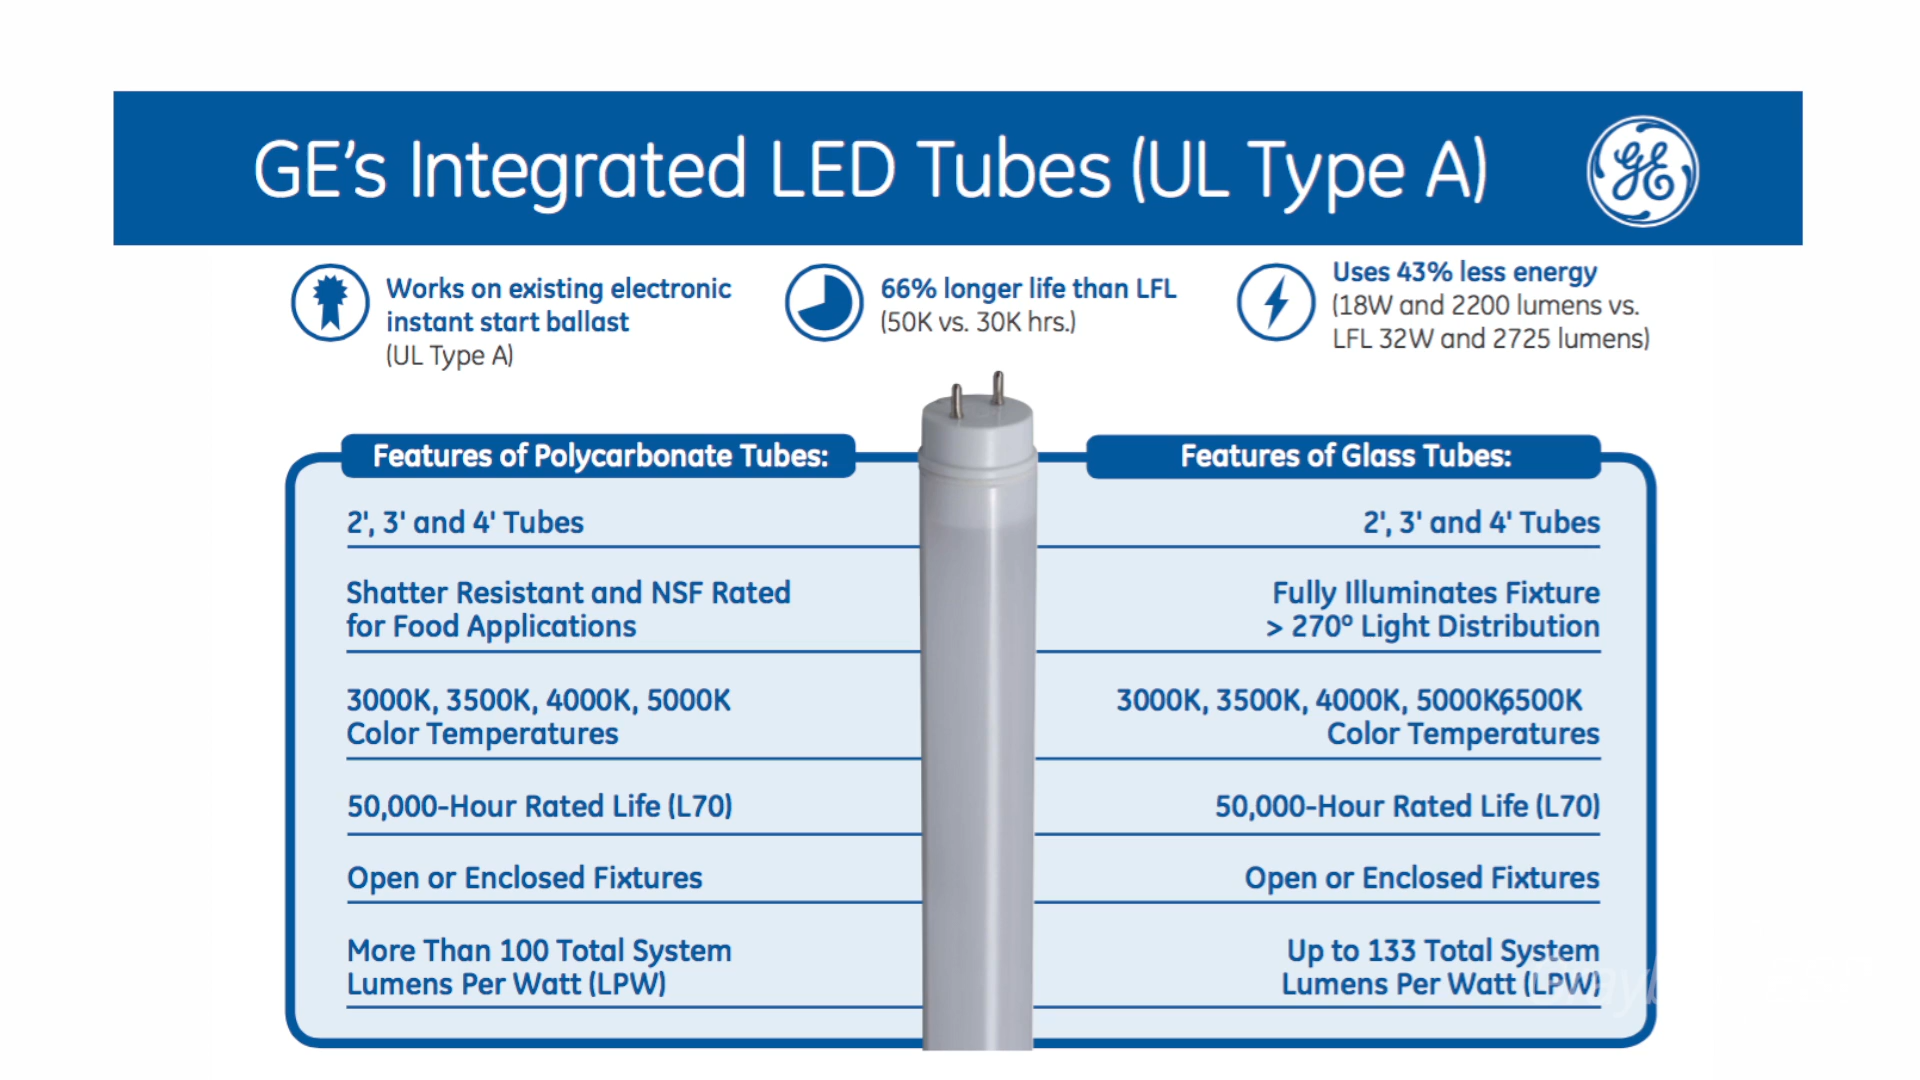 GE's Integrated LED Tubes (UL Type A)
GE
Works on existing electronic
instant start ballast
(UL Type A)
66% longer life than LFL
(50K vs. 30K hrs.)
Uses 43% less energy
(18W and 2200 lumens vs.
LFL 32W and 2725 lumens)
Features of Polycarbonate Tubes:
2', 3' and 4' Tubes
Shatter Resistant and NSF Rated
for Food Applications
3000K, 3500K, 4000K, 5000K
Color Temperatures
50,000-Hour Rated Life (L70)
Open or Enclosed Fixtures
More Than 100 Total System
Lumens Per Watt (LPW)
Features of Glass Tubes:
2', 3' and 4' Tubes
Fully Illuminates Fixture
> 270º Light Distribution
3000K, 3500K, 4000K, 5000K,6500K
Color Temperatures
50,000-Hour Rated Life (L70)
Open or Enclosed Fixtures
Up to 133 Total System
Lumens Per Watt (LPW)